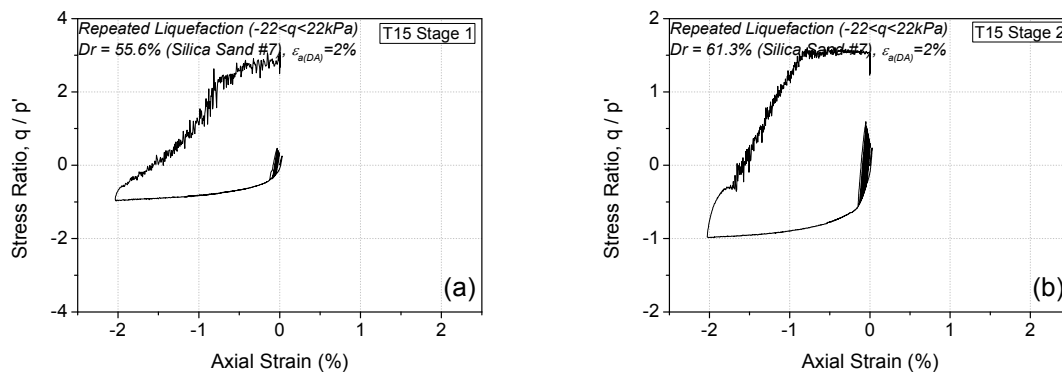 Repeated Liquefaction (-22<q<22kPa)
Dr = 55.6% (Silica Sand #7), εa(DA)=2%
T15 Stage 1
4
2
0
-2
-4
Stress Ratio, q / p'
-2
-1
0
1
2
Axial Strain (%)
(a)
Repeated Liquefaction (-22<q<22kPa)
Dr = 61.3% (Silica Sand #7), εa(DA)=2%
T15 Stage 2
2
1
0
-1
-2
Stress Ratio, q / p'
-2
-1
0
1
2
Axial Strain (%)
(b)